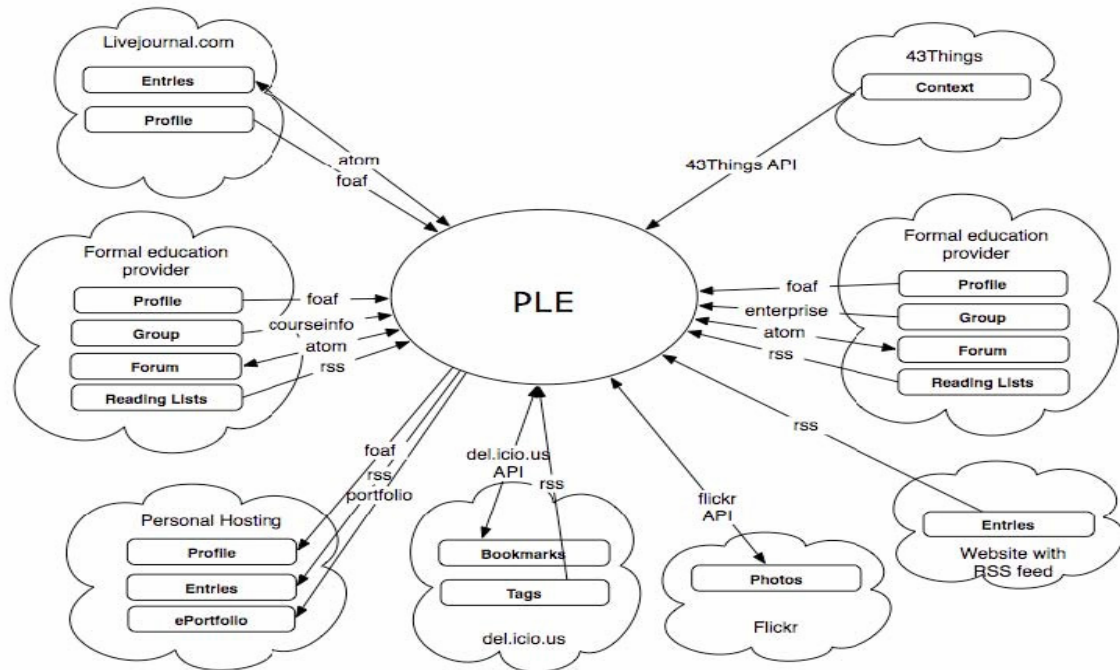 Livejournal.com
Entries
Profile
atom
foaf
43Things
Context
43Things API
Formal education
provider
Profile
Group
Forum
Reading Lists
foaf
courseinfo
atom
rss
PLE
Formal education
provider
Profile
Group
Forum
Reading Lists
foaf
enterprise
atom
rss
foaf
rss
portfolio
Personal Hosting
Profile
Entries
ePortfolio
del.icio.us
API
rss
Bookmarks
Tags
del.icio.us
flickr
API
Photos
Flickr
rss
Entries
Website with
RSS feed